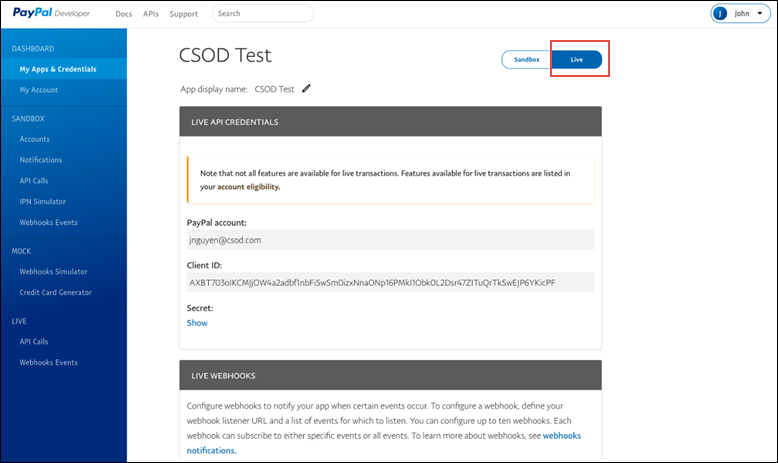 PayPal Developer
Docs APIs Support Search
J John
DASHBOARD
My Apps & Credentials
My Account
SANDBOX
Accounts
Notifications
API Calls
IPN Simulator
Webhooks Events
MOCK
Webhooks Simulator
Credit Card Generator
LIVE
API Calls
Webhooks Events
CSOD Test
Sandbox Live
App display name: CSOD Test
LIVE API CREDENTIALS
Note that not all features are available for live transactions. Features available for live transactions are listed in
your account eligibility.
PayPal account:
jnguyen@csod.com
Client ID:
Secret:
Show
LIVE WEBHOOKS
Configure webhooks to notify your app when certain events occur. To configure a webhook, define your
webhook listener URL and a list of events for which to listen. You can configure up to ten webhooks. Each
webhook can subscribe to either specific events or all events. To learn more about webhooks, see webhooks
notifications.